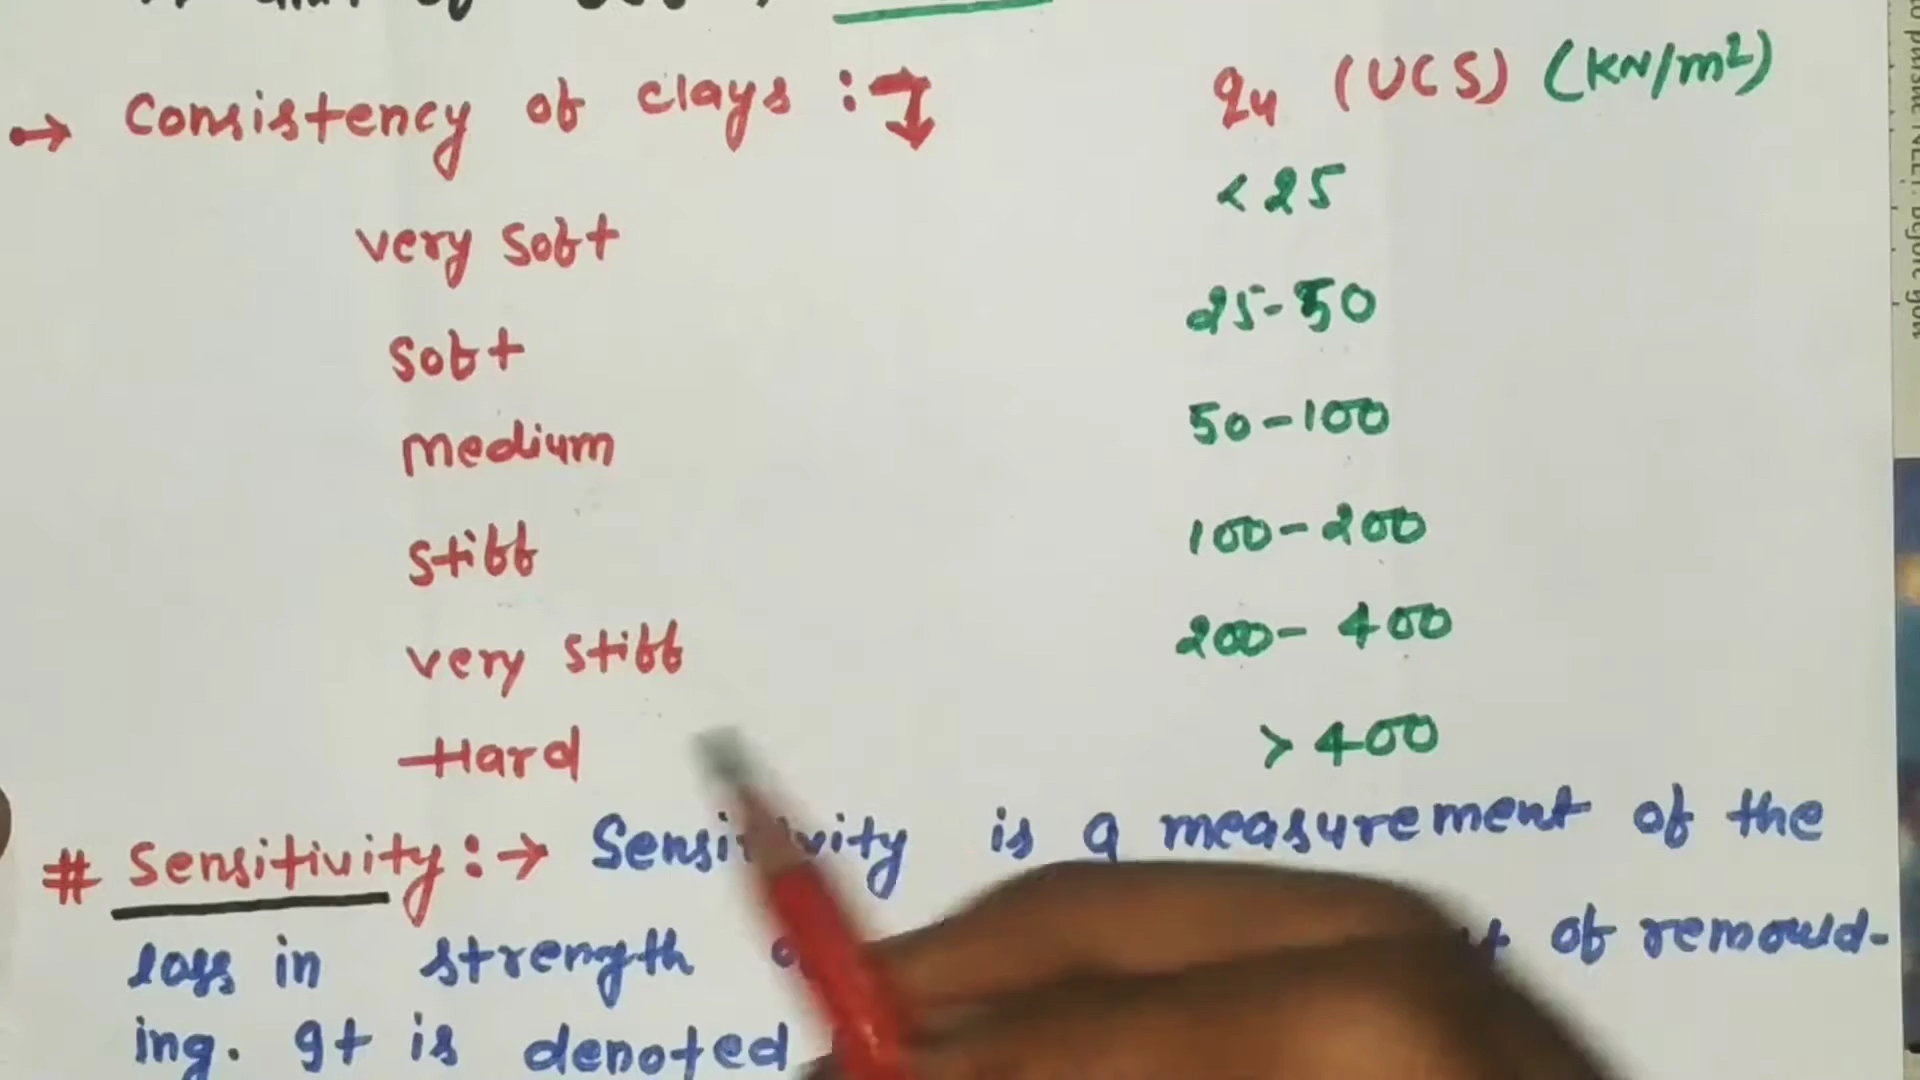 → Consistency of clays :↴ qu (UCS) (KN/m²)
very soft < 25
soft 25-50
medium 50-100
stiff 100-200
very stiff 200-400
Hard > 400
# Sensitivity :→ Sensitivity is a measurement of the
loss in strength of remould-
ing. It is denoted